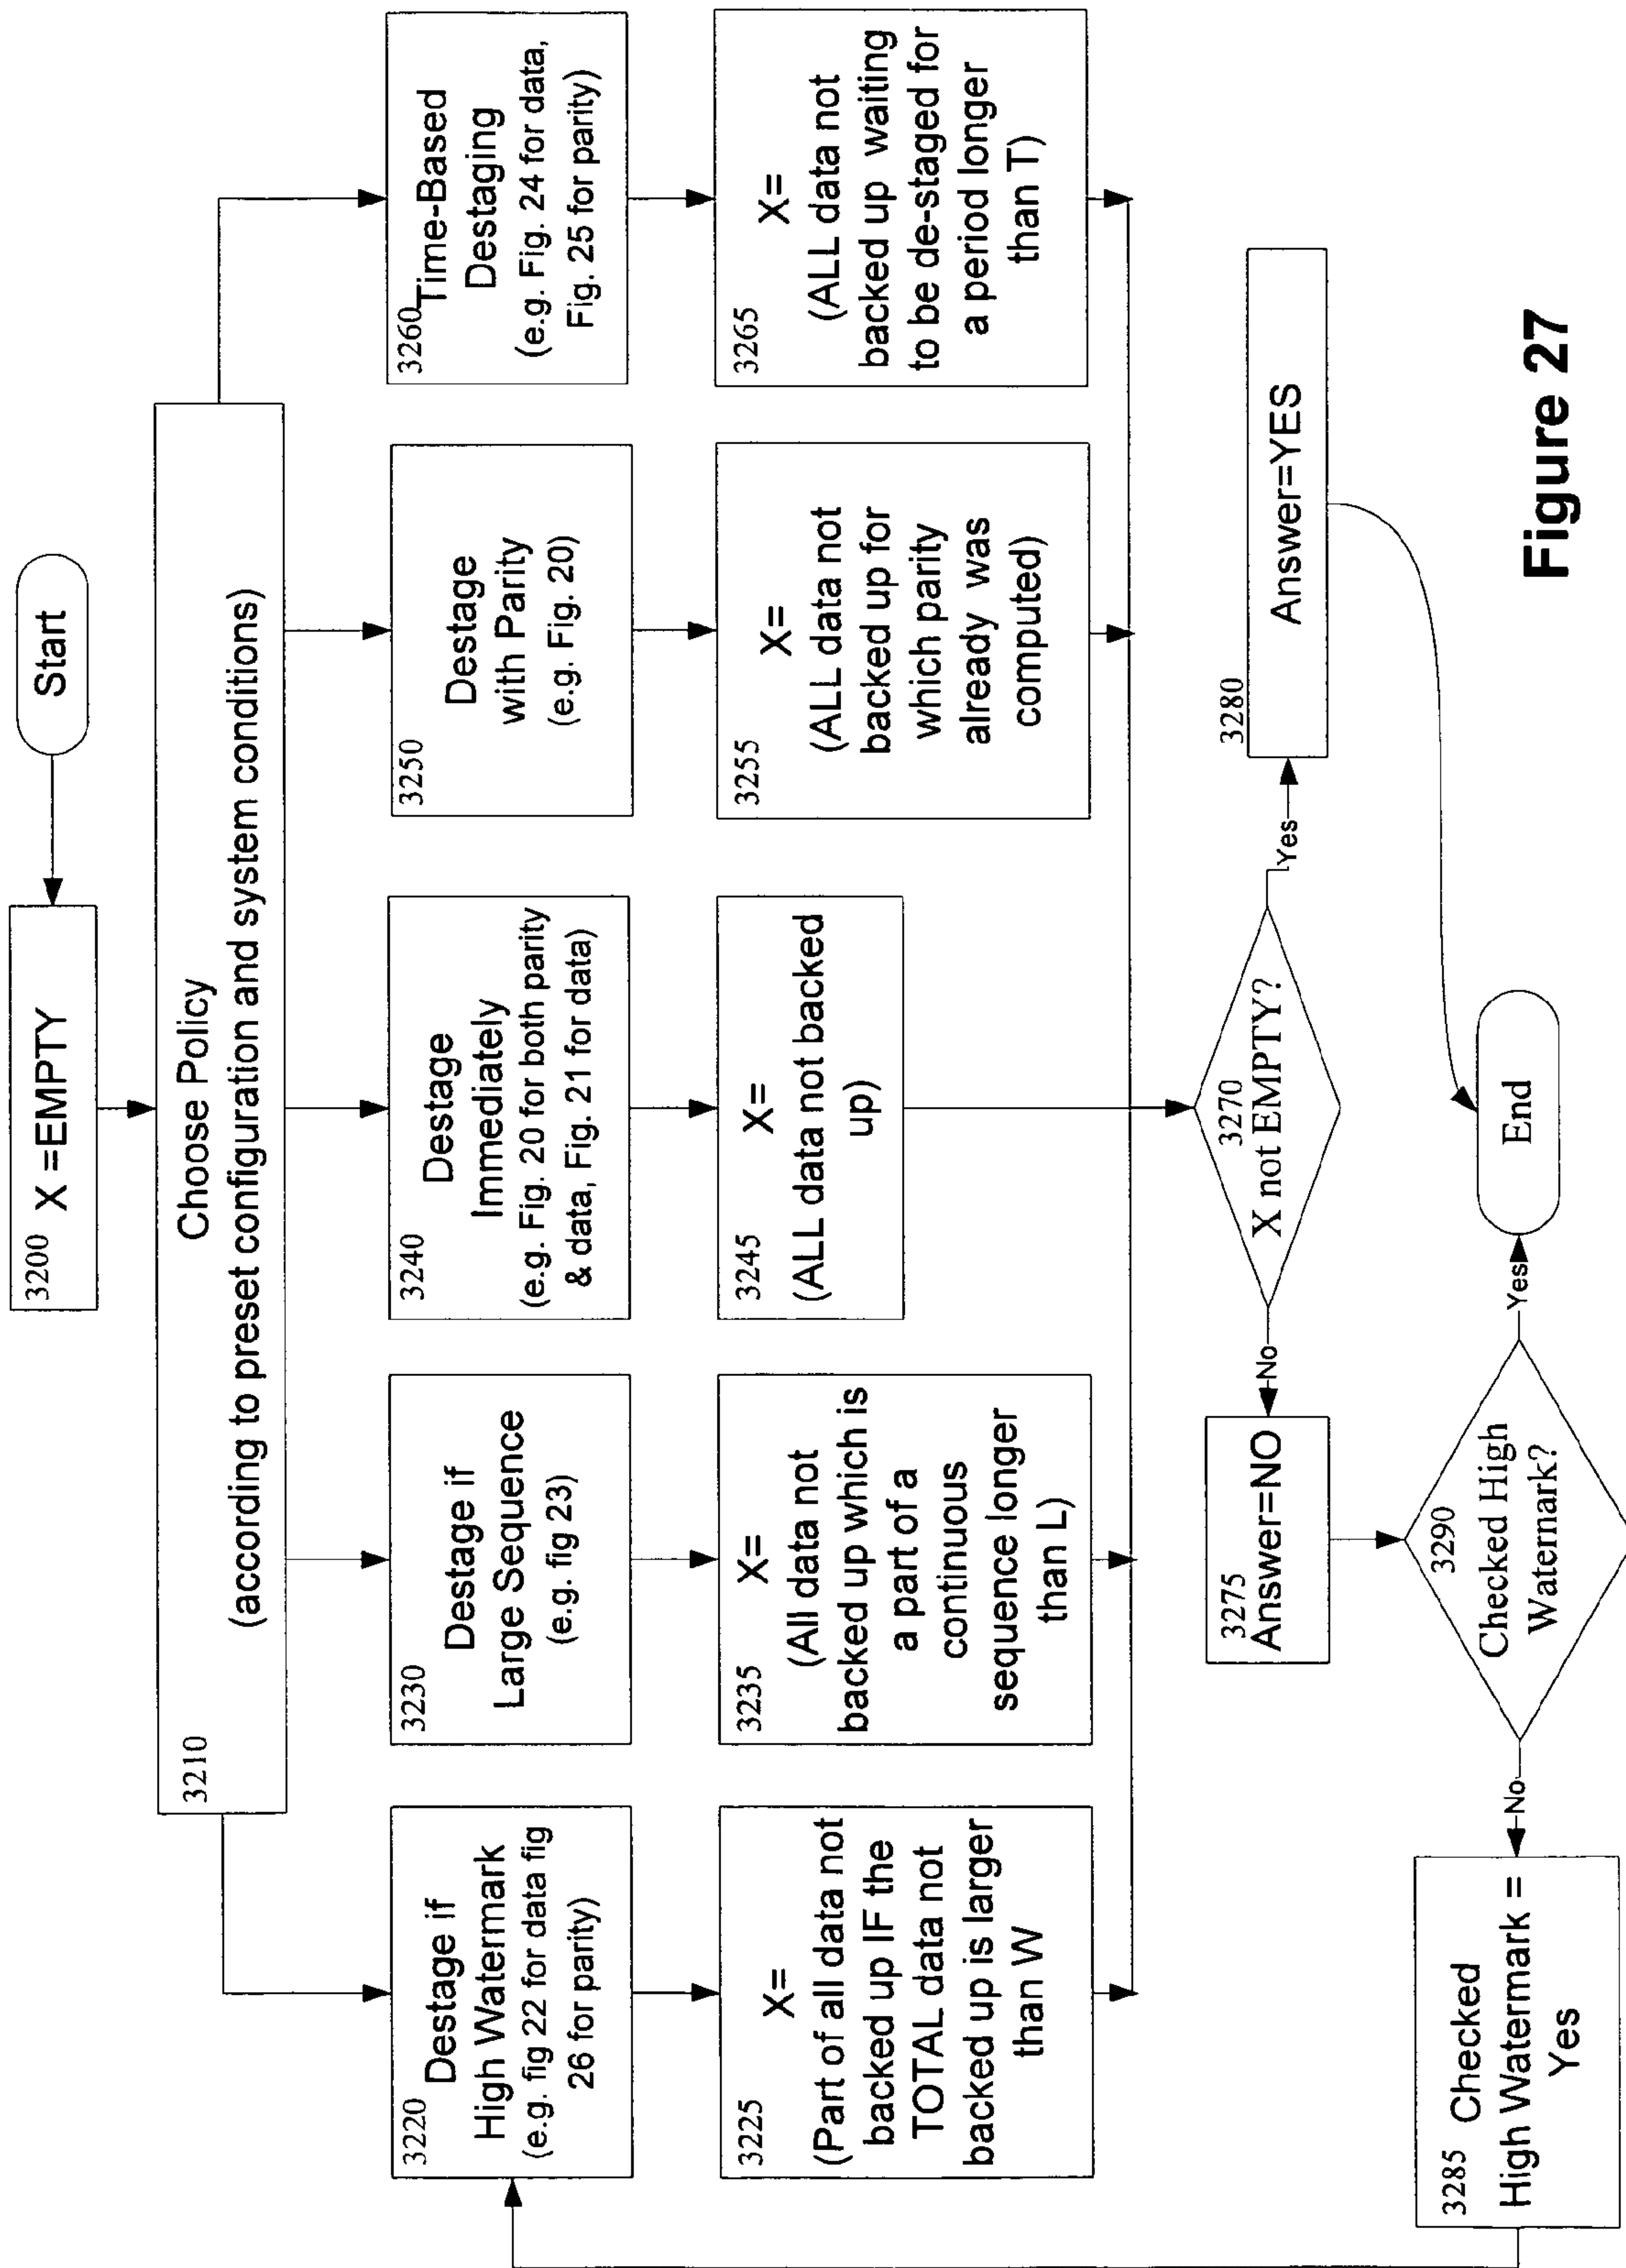 Start
3200 X =EMPTY
3210
Choose Policy
(according to preset configuration and system conditions)
3220 Destage if
High Watermark
(e.g. fig 22 for data fig
26 for parity)
3230
Destage if
Large Sequence
(e.g. fig 23)
3240
Destage
Immediately
(e.g. Fig. 20 for both parity
& data, Fig. 21 for data)
3250
Destage
with Parity
(e.g. Fig. 20)
3260 Time-Based
Destaging
(e.g. Fig. 24 for data,
Fig. 25 for parity)
3225
X=
(Part of all data not
backed up IF the
TOTAL data not
backed up is larger
than W
3235
X=
(All data not
backed up which is
a part of a
continuous
sequence longer
than L)
3245
X=
(ALL data not backed
up)
3255
X=
(ALL data not
backed up for
which parity
already was
computed)
3265
X=
(ALL data not
backed up waiting
to be de-staged for
a period longer
than T)
3270
X not EMPTY?
No
Yes
3275
Answer=NO
3280
Answer=YES
3290
Checked High
Watermark?
No
Yes
3285 Checked
High Watermark =
Yes
End
Figure 27